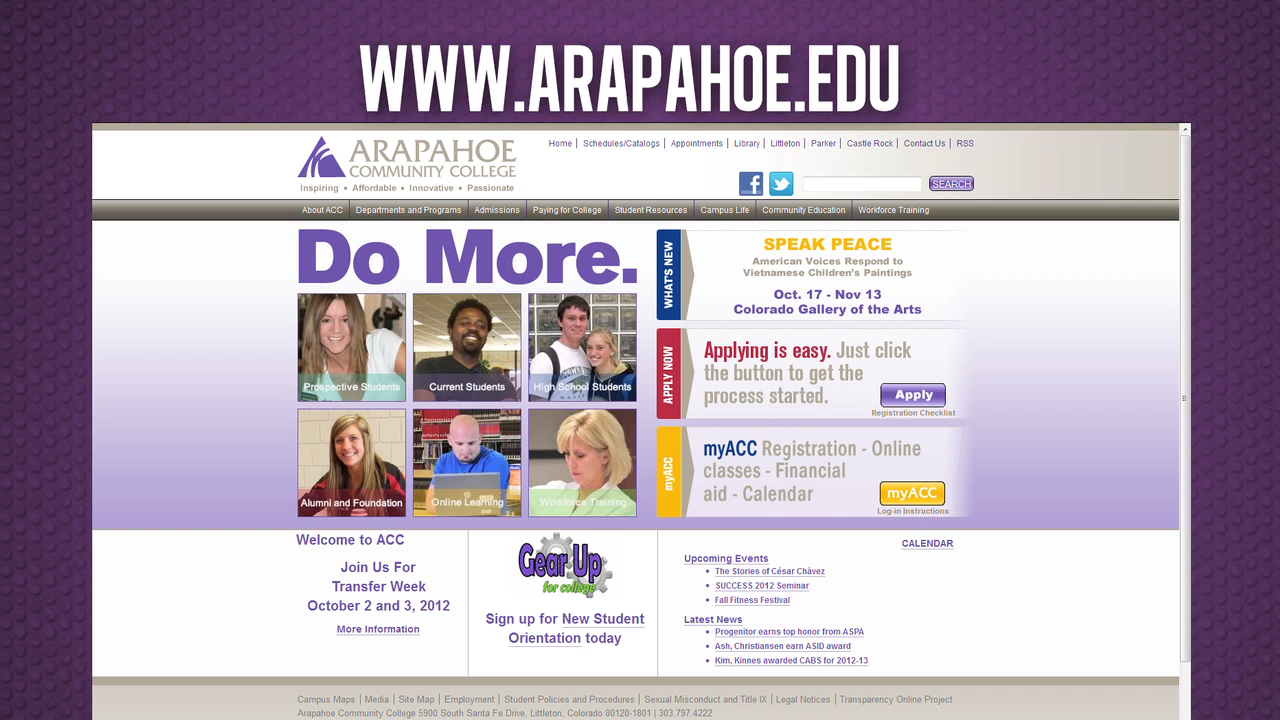 WWW.ARAPAHOE.EDU
ARAPAHOE
COMMUNITY COLLEGE
Inspiring • Affordable • Innovative • Passionate
Home | Schedules/Catalogs | Appointments | Library | Littleton | Parker | Castle Rock | Contact Us | RSS
SEARCH
About ACC | Departments and Programs | Admissions | Paying for College | Student Resources | Campus Life | Community Education | Workforce Training
Do More.
Prospective Students
Current Students
High School Students
Alumni and Foundation
Online Learning
Workforce Training
WHAT'S NEW
SPEAK PEACE
American Voices Respond to
Vietnamese Children's Paintings
Oct. 17 - Nov 13
Colorado Gallery of the Arts
APPLY NOW
Applying is easy. Just click
the button to get the
process started.
Apply
Registration Checklist
myACC
myACC Registration - Online
classes - Financial
aid - Calendar
myACC
Log-in Instructions
Welcome to ACC
Join Us For
Transfer Week
October 2 and 3, 2012
More Information
Gear Up
for college
Sign up for New Student
Orientation today
CALENDAR
Upcoming Events
• The Stories of César Chávez
• SUCCESS 2012 Seminar
• Fall Fitness Festival
Latest News
• Progenitor earns top honor from ASPA
• Ash, Christiansen earn ASID award
• Kim, Kinnes awarded CABS for 2012-13
Campus Maps | Media | Site Map | Employment | Student Policies and Procedures | Sexual Misconduct and Title IX | Legal Notices | Transparency Online Project
Arapahoe Community College 5900 South Santa Fe Drive, Littleton, Colorado 80120-1801 | 303.797.4222